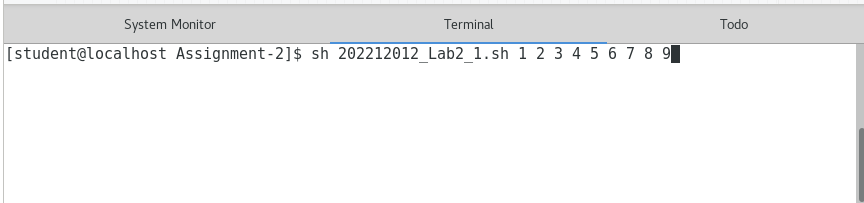 System Monitor Terminal Todo
[student@localhost Assignment-2]$ sh 202212012_Lab2_1.sh 1 2 3 4 5 6 7 8 9